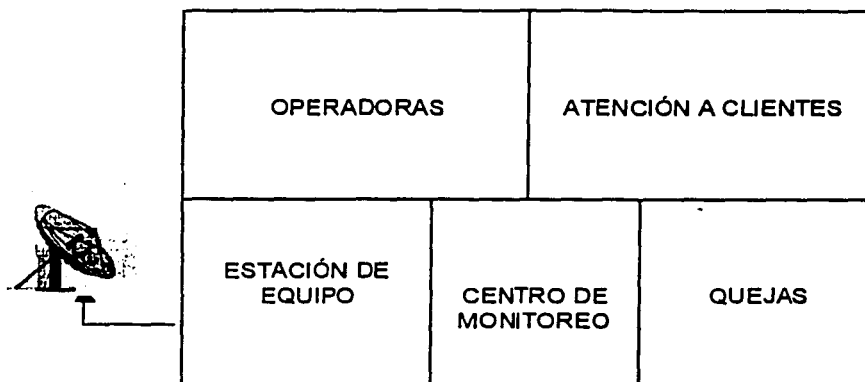 OPERADORAS
ATENCIÓN A CLIENTES
ESTACIÓN DE
EQUIPO
CENTRO DE
MONITOREO
QUEJAS